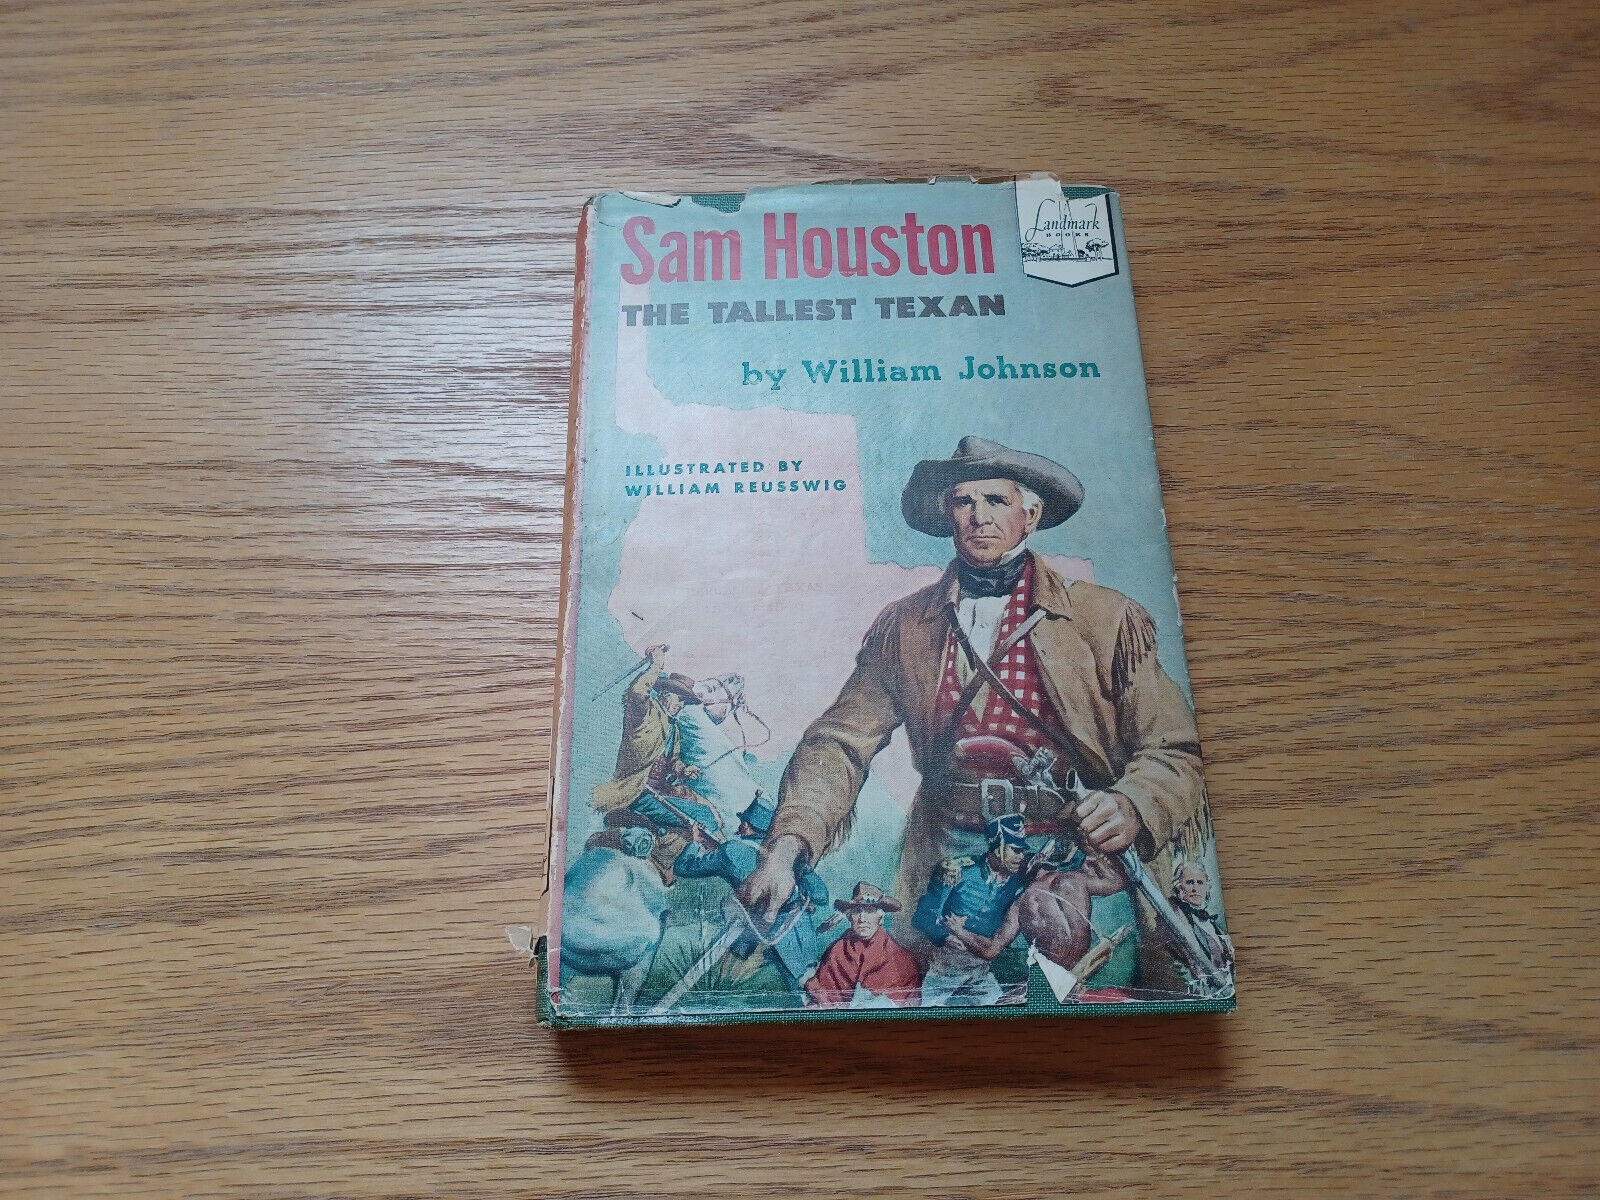 Sam Houston
Landmark
BOOKS
THE TALLEST TEXAN
by William Johnson
ILLUSTRATED BY
WILLIAM REUSSWIG